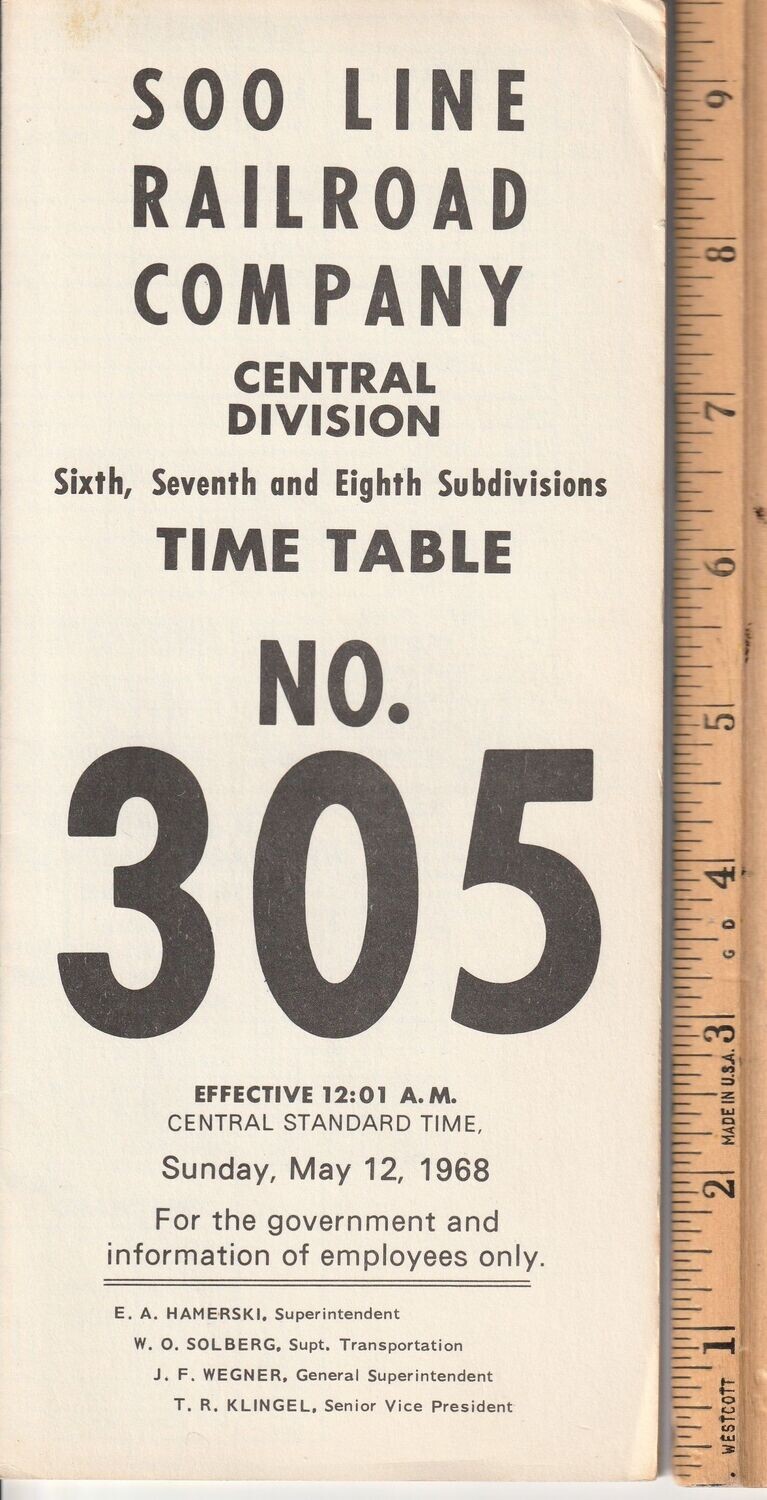 SOO LINE
RAILROAD
COMPANY
CENTRAL
DIVISION
Sixth, Seventh and Eighth Subdivisions
TIME TABLE
NO.
305
EFFECTIVE 12:01 A.M.
CENTRAL STANDARD TIME,
Sunday, May 12, 1968
For the government and
information of employees only.
E. A. HAMERSKI, Superintendent
W. O. SOLBERG, Supt. Transportation
J. F. WEGNER, General Superintendent
T. R. KLINGEL, Senior Vice President
9
8
7
6
5
4
G D
3
MADE IN U.S.A.
2
1
WESTCOTT